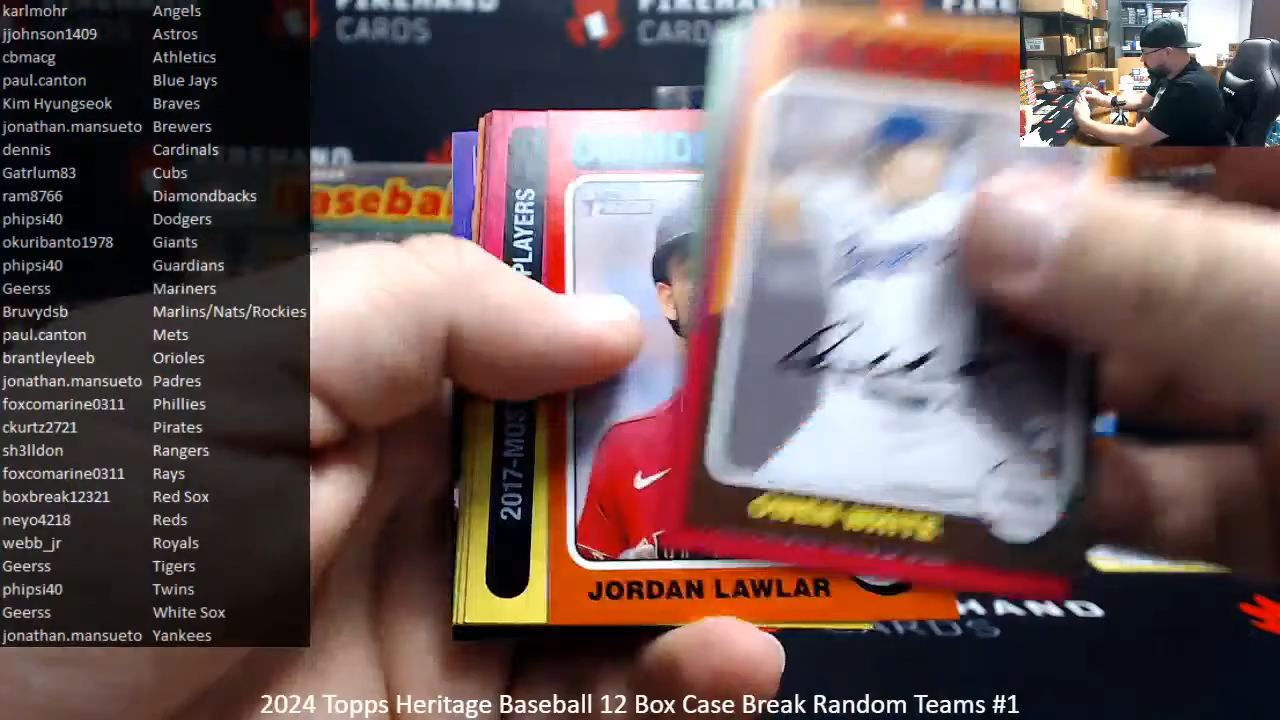 karlmohr Angels
jjohnson1409 Astros
cbmacg Athletics
paul.canton Blue Jays
Kim Hyungseok Braves
jonathan.mansueto Brewers
dennis Cardinals
Gatrlum83 Cubs
ram8766 Diamondbacks
phipsi40 Dodgers
okuribanto1978 Giants
phipsi40 Guardians
Geerss Mariners
Bruvydsb Marlins/Nats/Rockies
paul.canton Mets
brantleyleeb Orioles
jonathan.mansueto Padres
foxcomarine0311 Phillies
ckurtz2721 Pirates
sh3lldon Rangers
foxcomarine0311 Rays
boxbreak12321 Red Sox
neyo4218 Reds
webb_jr Royals
Geerss Tigers
phipsi40 Twins
Geerss White Sox
jonathan.mansueto Yankees
CARDS
PLAYERS
2017-MOS
JORDAN LAWLAR
OWEN WHITE
CARDS
2024 Topps Heritage Baseball 12 Box Case Break Random Teams #1